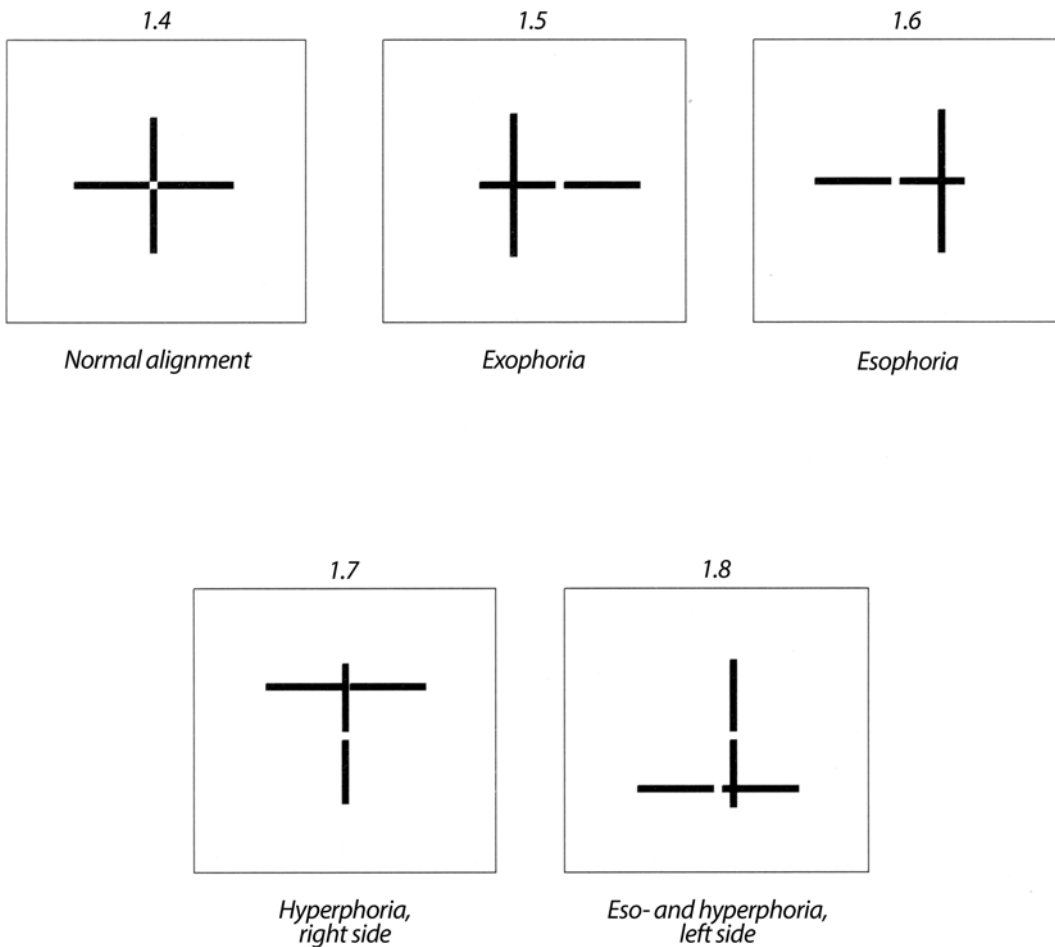 1.4
1.5
1.6
Normal alignment
Exophoria
Esophoria
1.7
1.8
Hyperphoria,
right side
Eso- and hyperphoria,
left side